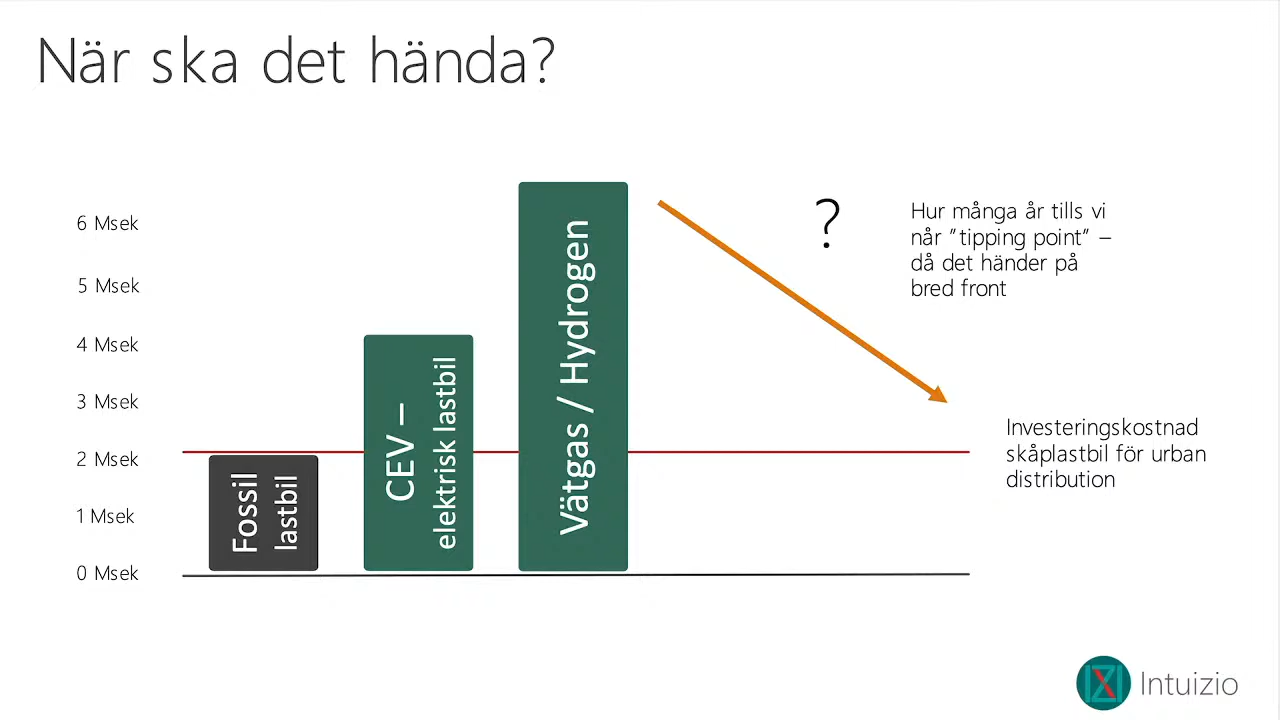 När ska det hända?
6 Msek
5 Msek
4 Msek
3 Msek
2 Msek
1 Msek
0 Msek
Fossil
lastbil
CEV –
elektrisk lastbil
Vätgas / Hydrogen
?
Hur många år tills vi
når ”tipping point” –
då det händer på
bred front
Investeringskostnad
skåplastbil för urban
distribution
Intuizio